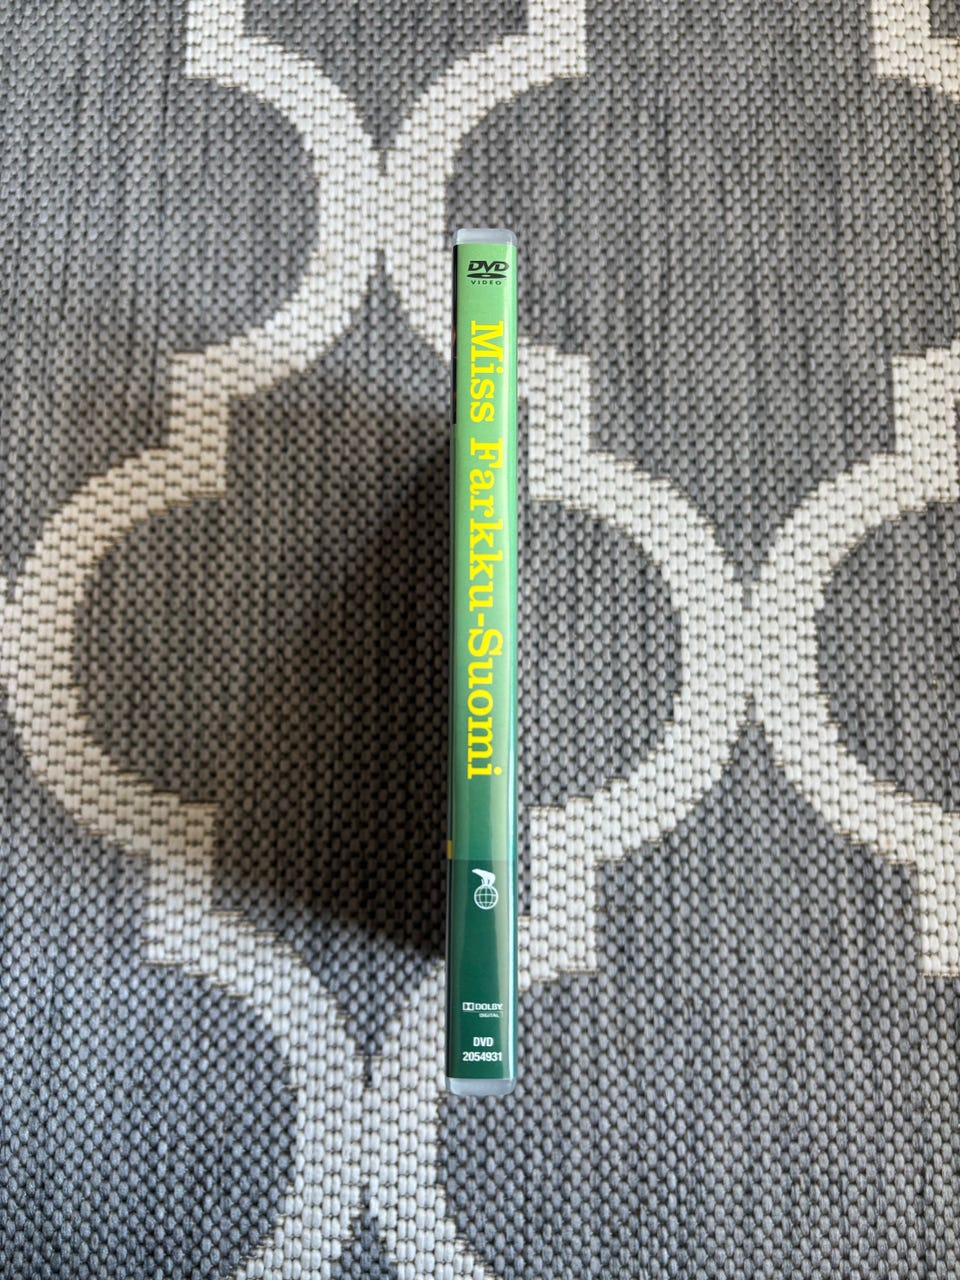 DVD
VIDEO
Miss Farkku-Suomi
DOLBY
DIGITAL
DVD
2054931